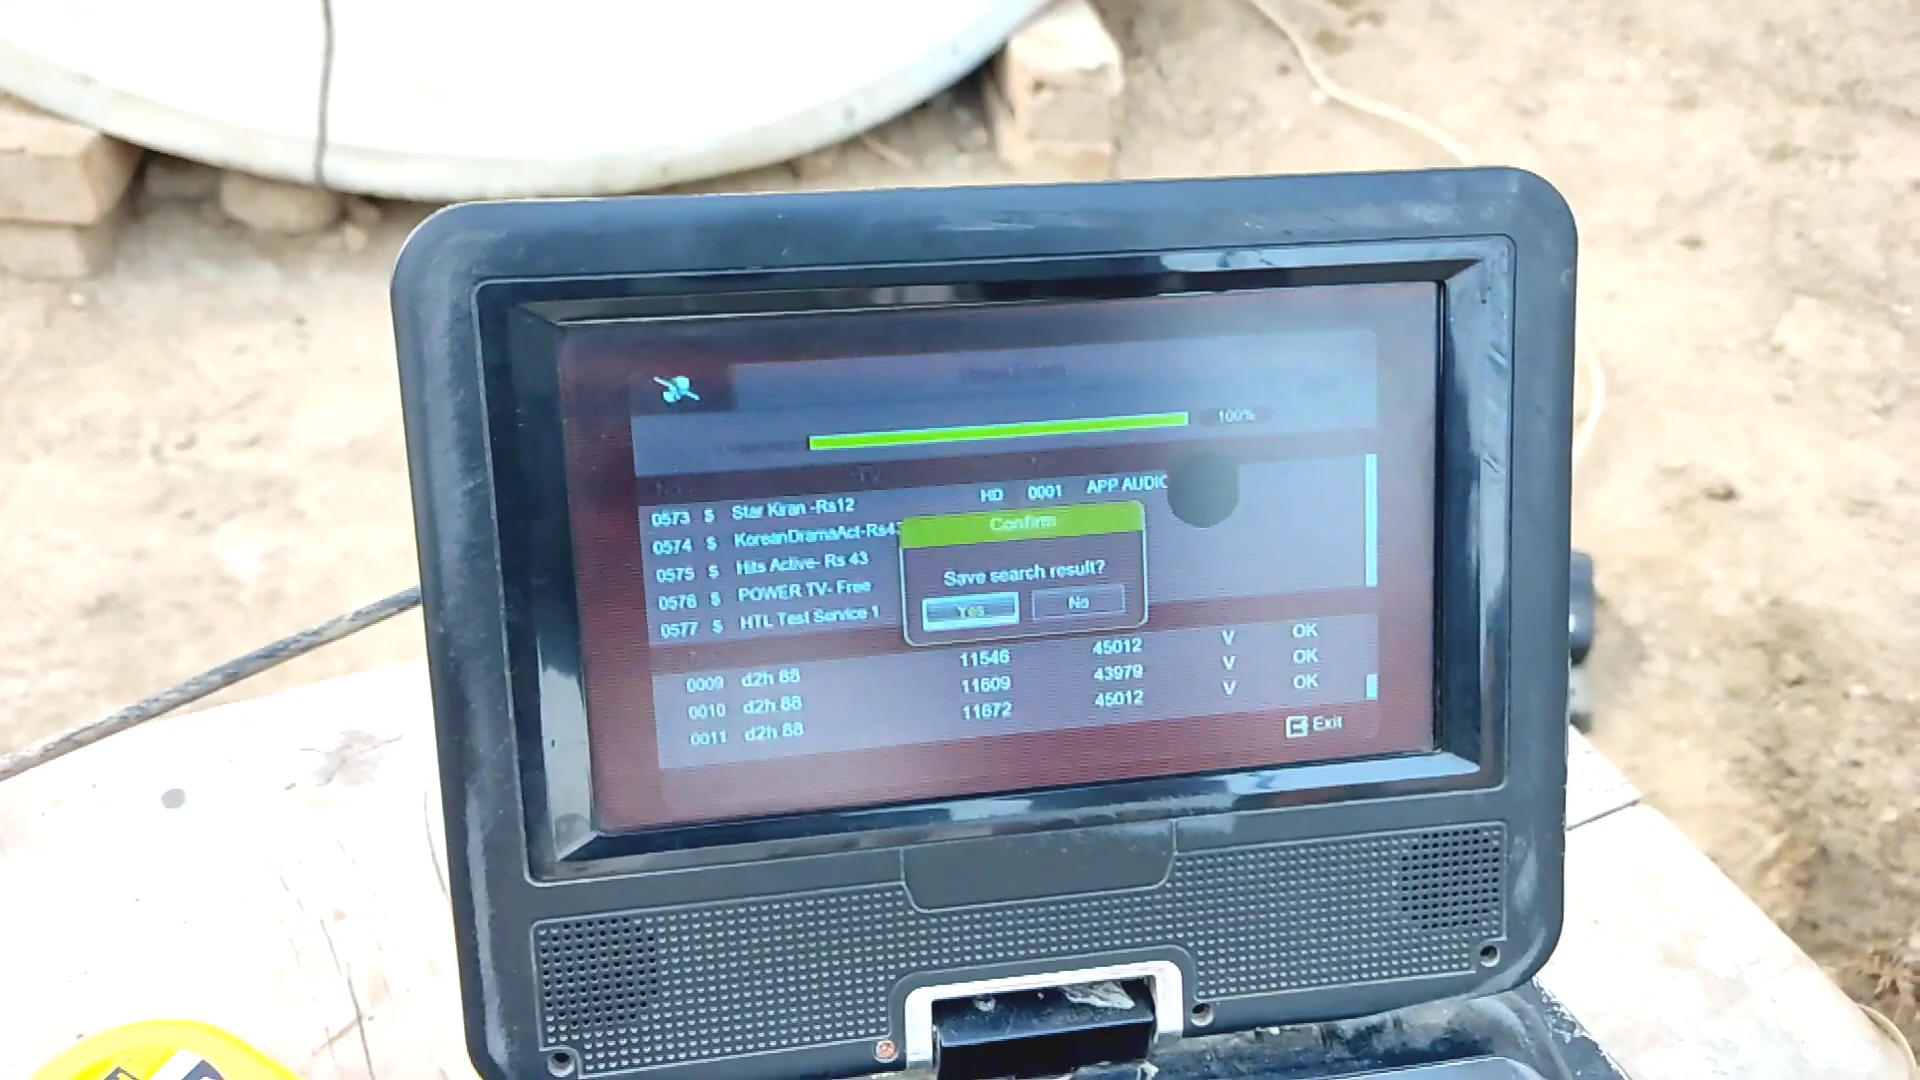 100%
TV
0573 $ Star Kiran -Rs12
HD 0001 APP AUDIO
0574 $ KoreanDramaAct-Rs43
0575 $ Hits Active- Rs 43
0576 $ POWER TV- Free
0577 $ HTL Test Service 1
Confirm
Save search result?
Yes No
0009 d2h 88 11546 45012 V OK
0010 d2h 88 11609 43979 V OK
0011 d2h 88 11672 45012 V OK
Exit